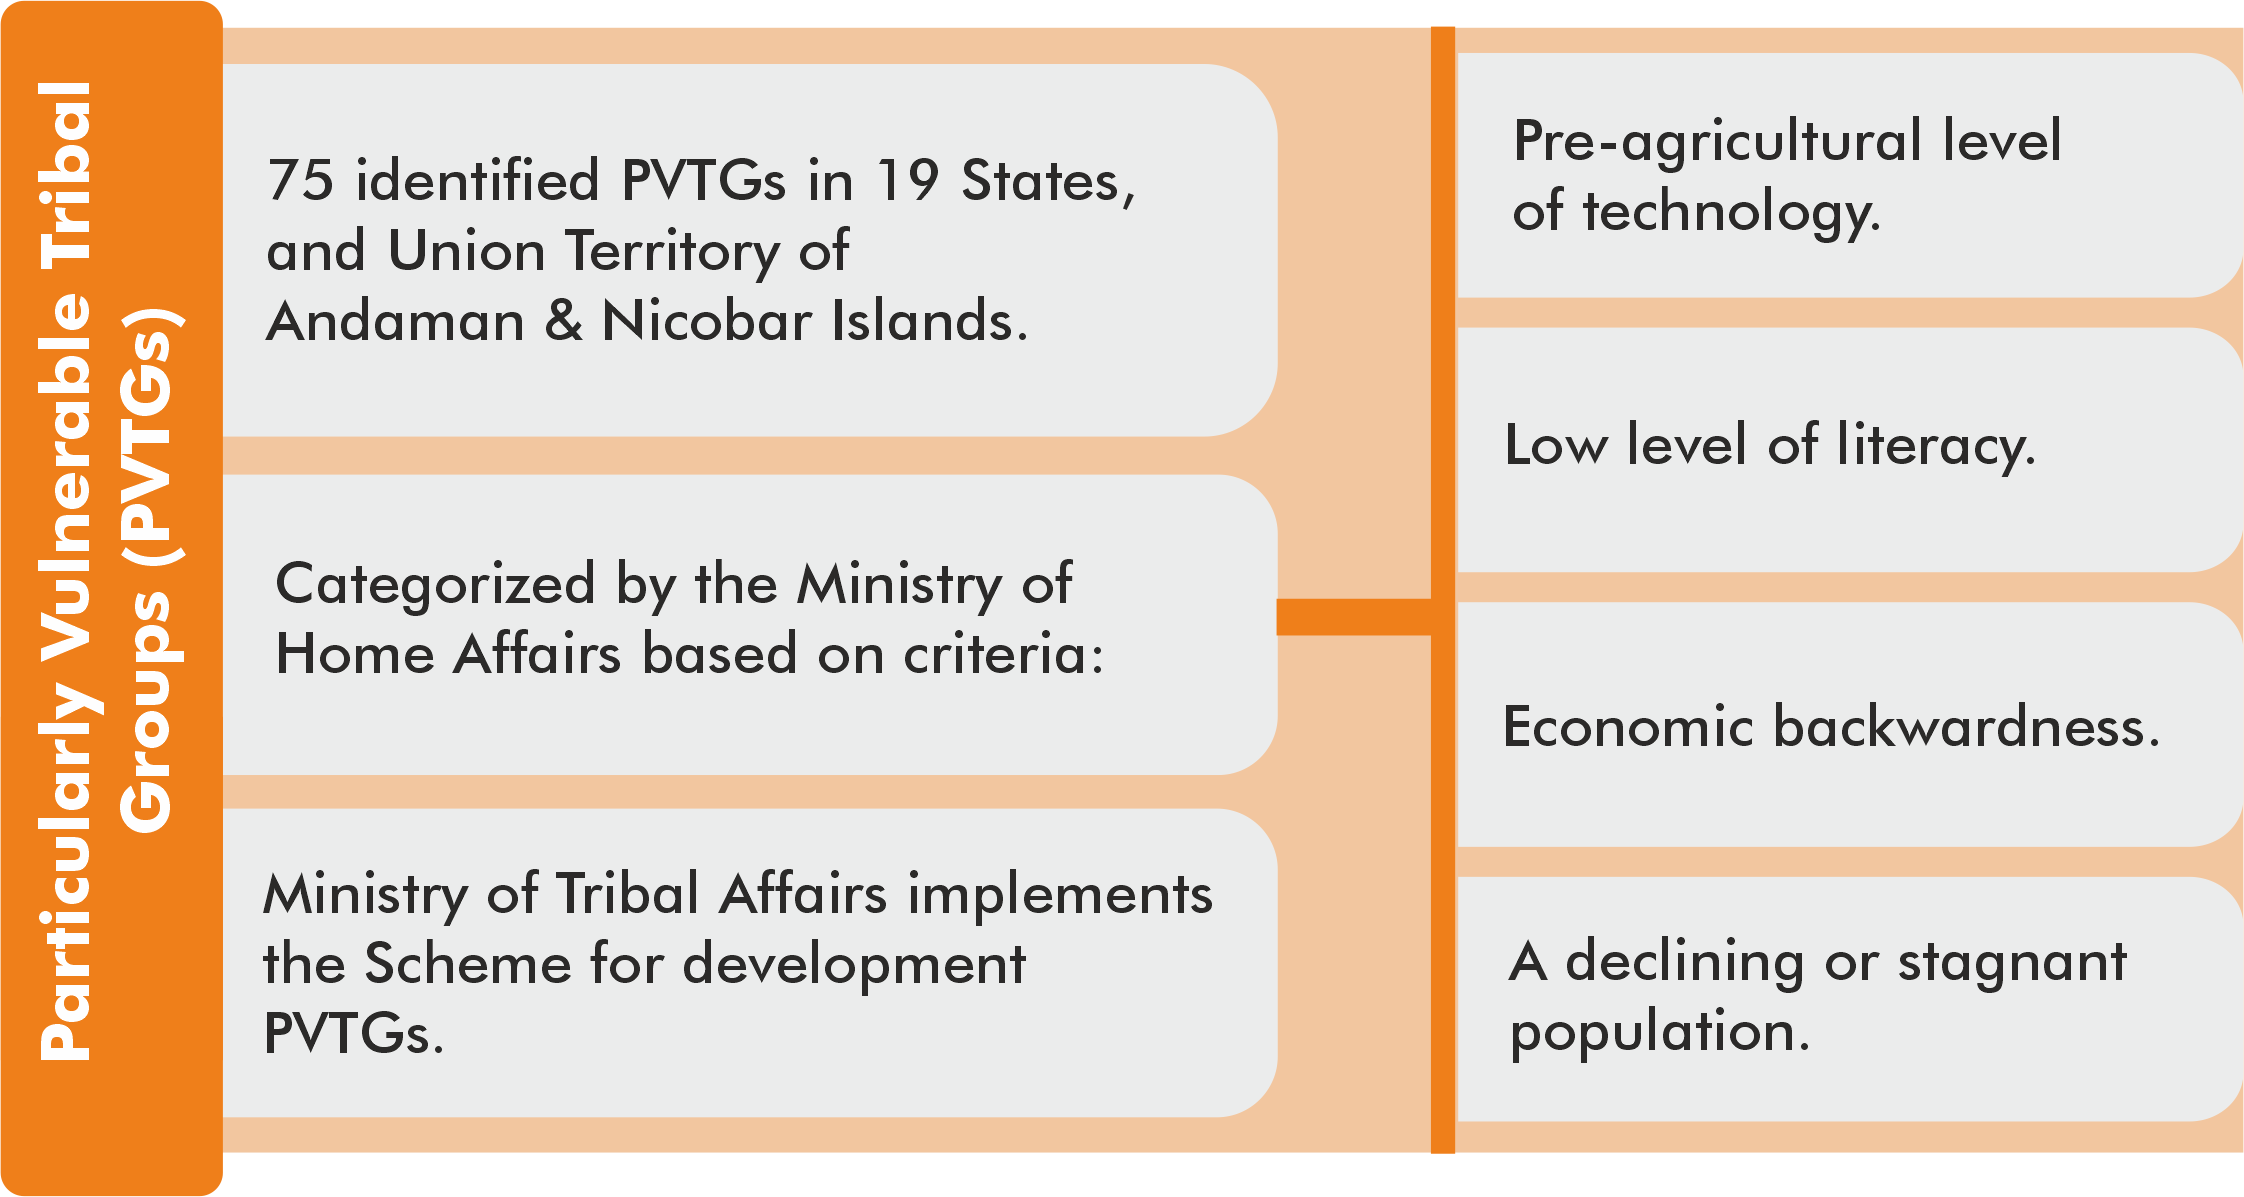 Particularly Vulnerable Tribal
Groups (PVTGs)
75 identified PVTGs in 19 States,
and Union Territory of
Andaman & Nicobar Islands.
Categorized by the Ministry of
Home Affairs based on criteria:
Ministry of Tribal Affairs implements
the Scheme for development
PVTGs.
Pre-agricultural level
of technology.
Low level of literacy.
Economic backwardness.
A declining or stagnant
population.